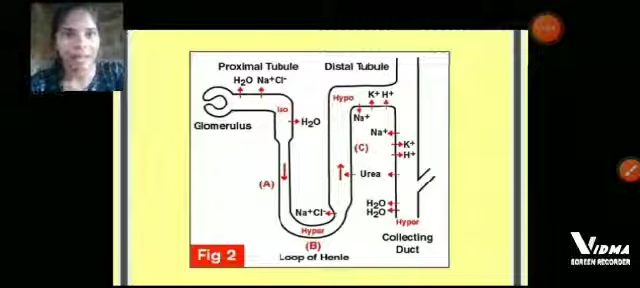 Proximal Tubule
Distal Tubule
H₂O Na⁺Cl⁻
K⁺ H⁺
Iso
Hypo
Glomerulus
H₂O
Na⁺
Na⁺
K⁺
(C)
H⁺
(A)
Urea
Na⁺Cl⁻
H₂O
H₂O
Hyper
Hyper
(B)
Collecting
Duct
Fig 2
Loop of Henle
VIDMA
SCREEN RECORDER